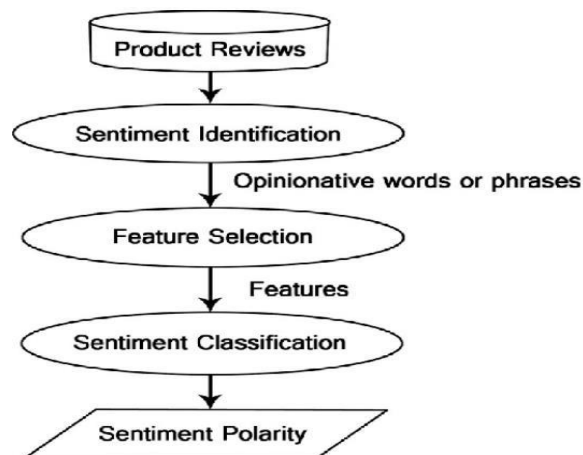 Product Reviews
Sentiment Identification
Opinionative words or phrases
Feature Selection
Features
Sentiment Classification
Sentiment Polarity